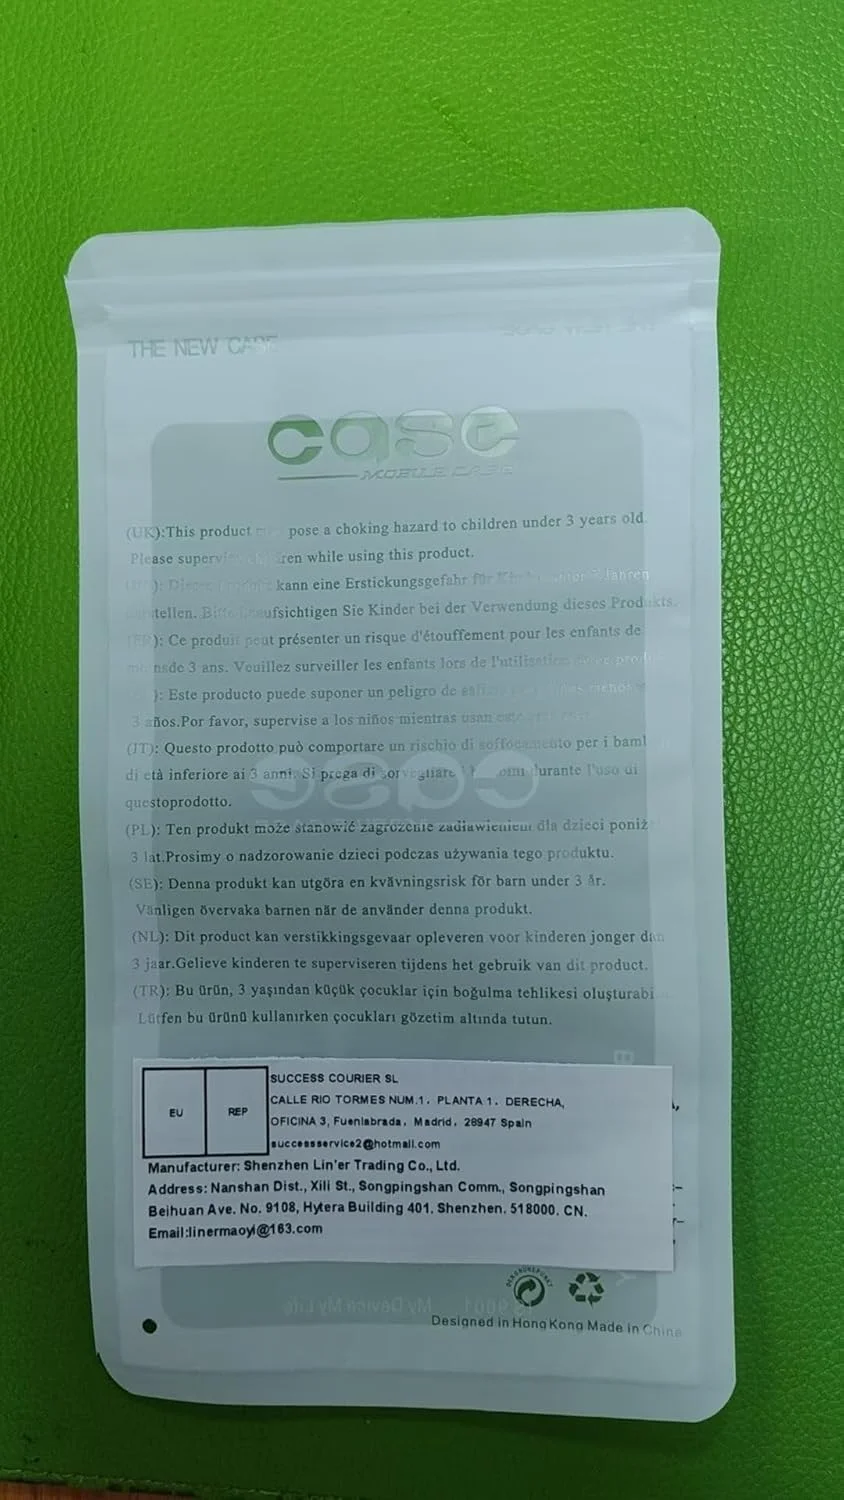 THE NEW CASE
case
MOBILE CASE
(UK):This product pose a choking hazard to children under 3 years old.
Please while using this product.
kann eine Erstickungsgefahr für
Sie Kinder bei der Verwendung dieses Produkts.
Ce produit peut présenter un risque d'étouffement pour les enfants de
3 ans. Veuillez surveiller les enfants lors de l'utilisation
Este producto puede suponer un peligro de menos
3 años.Por favor, supervise a los niños mientras usan
(IT): Questo prodotto può comportare un rischio di soffocamento per i
di età inferiore ai 3 anni. Si prega di sorvegliare durante l'uso di
questoprodotto.
(PL): Ten produkt może stanowić zagrożenie zadławieniem dla dzieci
3 lat.Prosimy o nadzorowanie dzieci podczas używania tego produktu.
(SE): Denna produkt kan utgöra en kvävningsrisk för barn under 3 år.
Vänligen övervaka barnen när de använder denna produkt.
(NL): Dit product kan verstikkingsgevaar opleveren voor kinderen jonger dan
3 jaar.Gelieve kinderen te superviseren tijdens het gebruik van dit product.
(TR): Bu ürün, 3 yaşından küçük çocuklar için boğulma tehlikesi
Lütfen bu ürünü kullanırken çocukları gözetim altında tutun.
EU REP
SUCCESS COURIER SL
CALLE RIO TORMES NUM.1, PLANTA 1, DERECHA,
OFICINA 3, Fuenlabrada, Madrid, 28947 Spain
successservice2@hotmail.com
Manufacturer: Shenzhen Lin'er Trading Co., Ltd.
Address: Nanshan Dist., Xili St., Songpingshan Comm., Songpingshan
Beihuan Ave. No. 9108, Hytera Building 401, Shenzhen, 518000, CN.
Email:linermaoyi@163.com
My Device My Life
Designed in Hong Kong Made in China